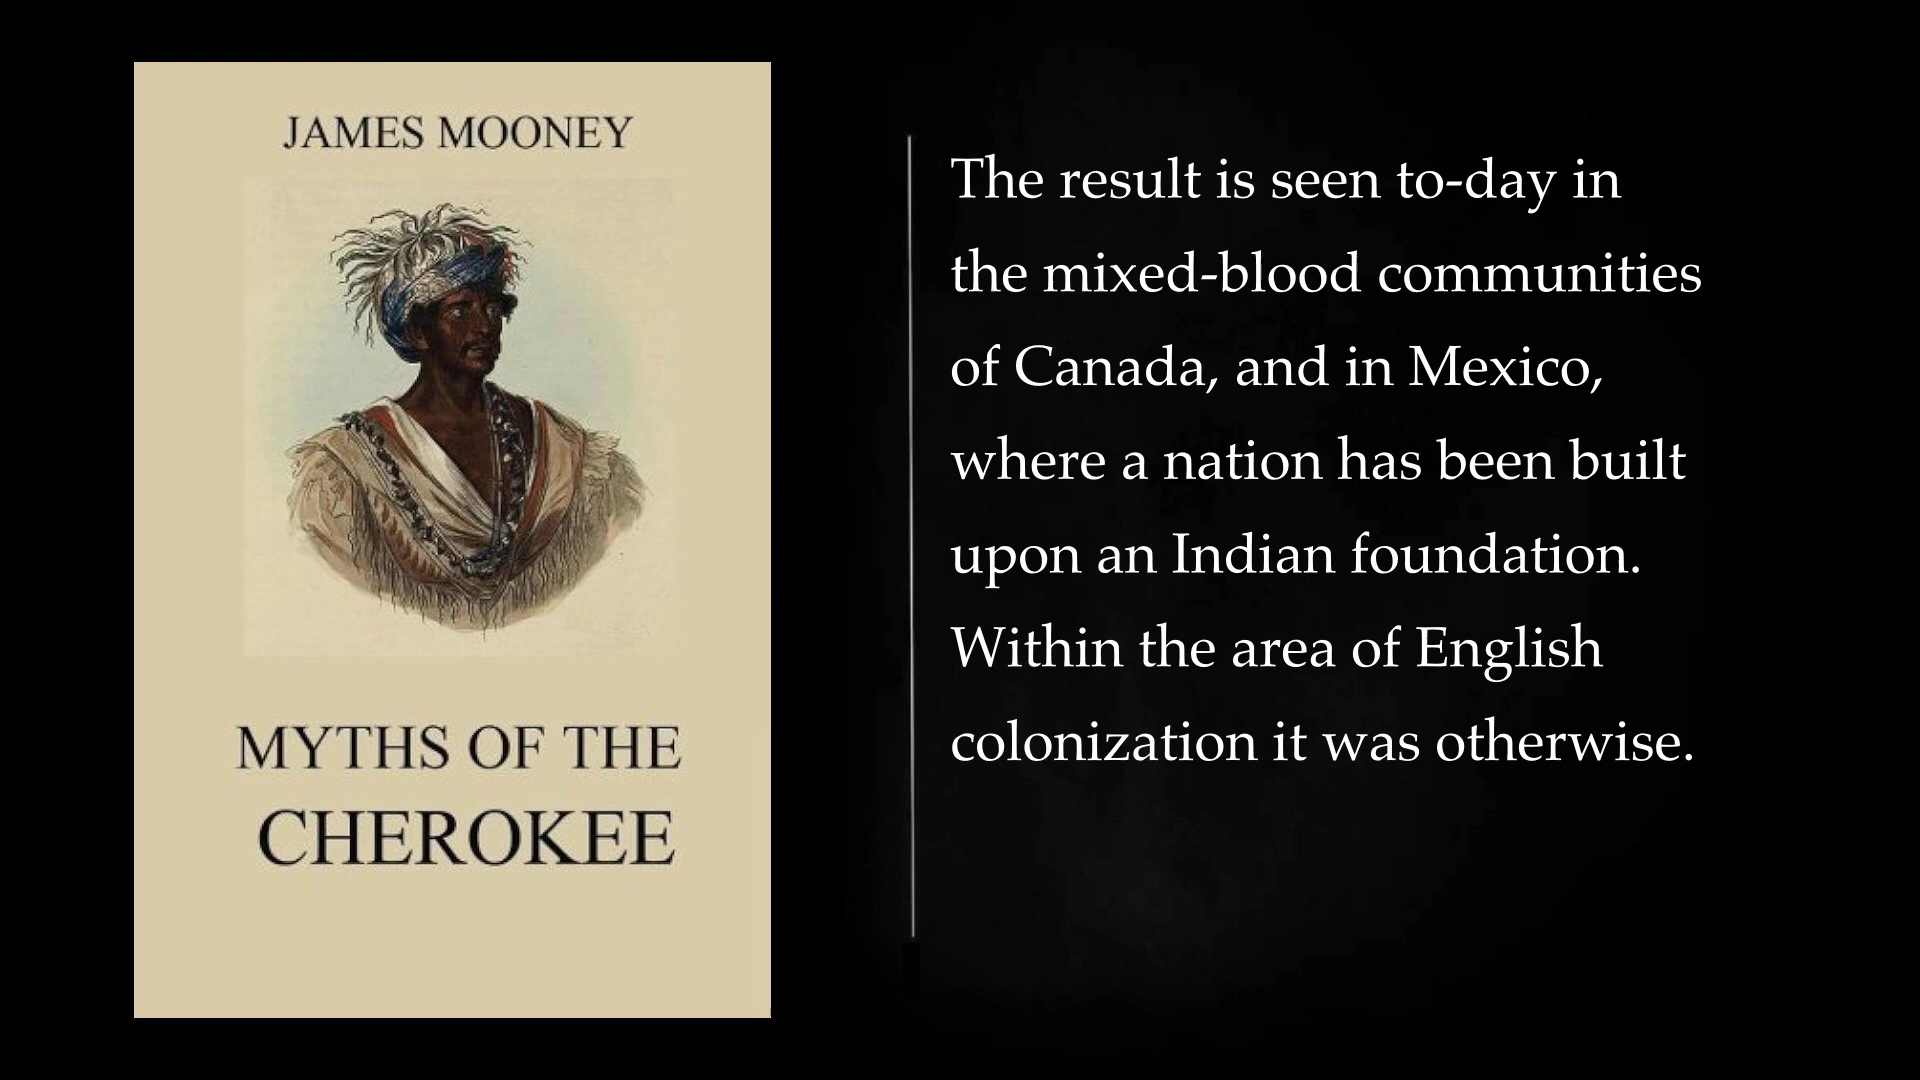 JAMES MOONEY
MYTHS OF THE
CHEROKEE
The result is seen to-day in
the mixed-blood communities
of Canada, and in Mexico,
where a nation has been built
upon an Indian foundation.
Within the area of English
colonization it was otherwise.